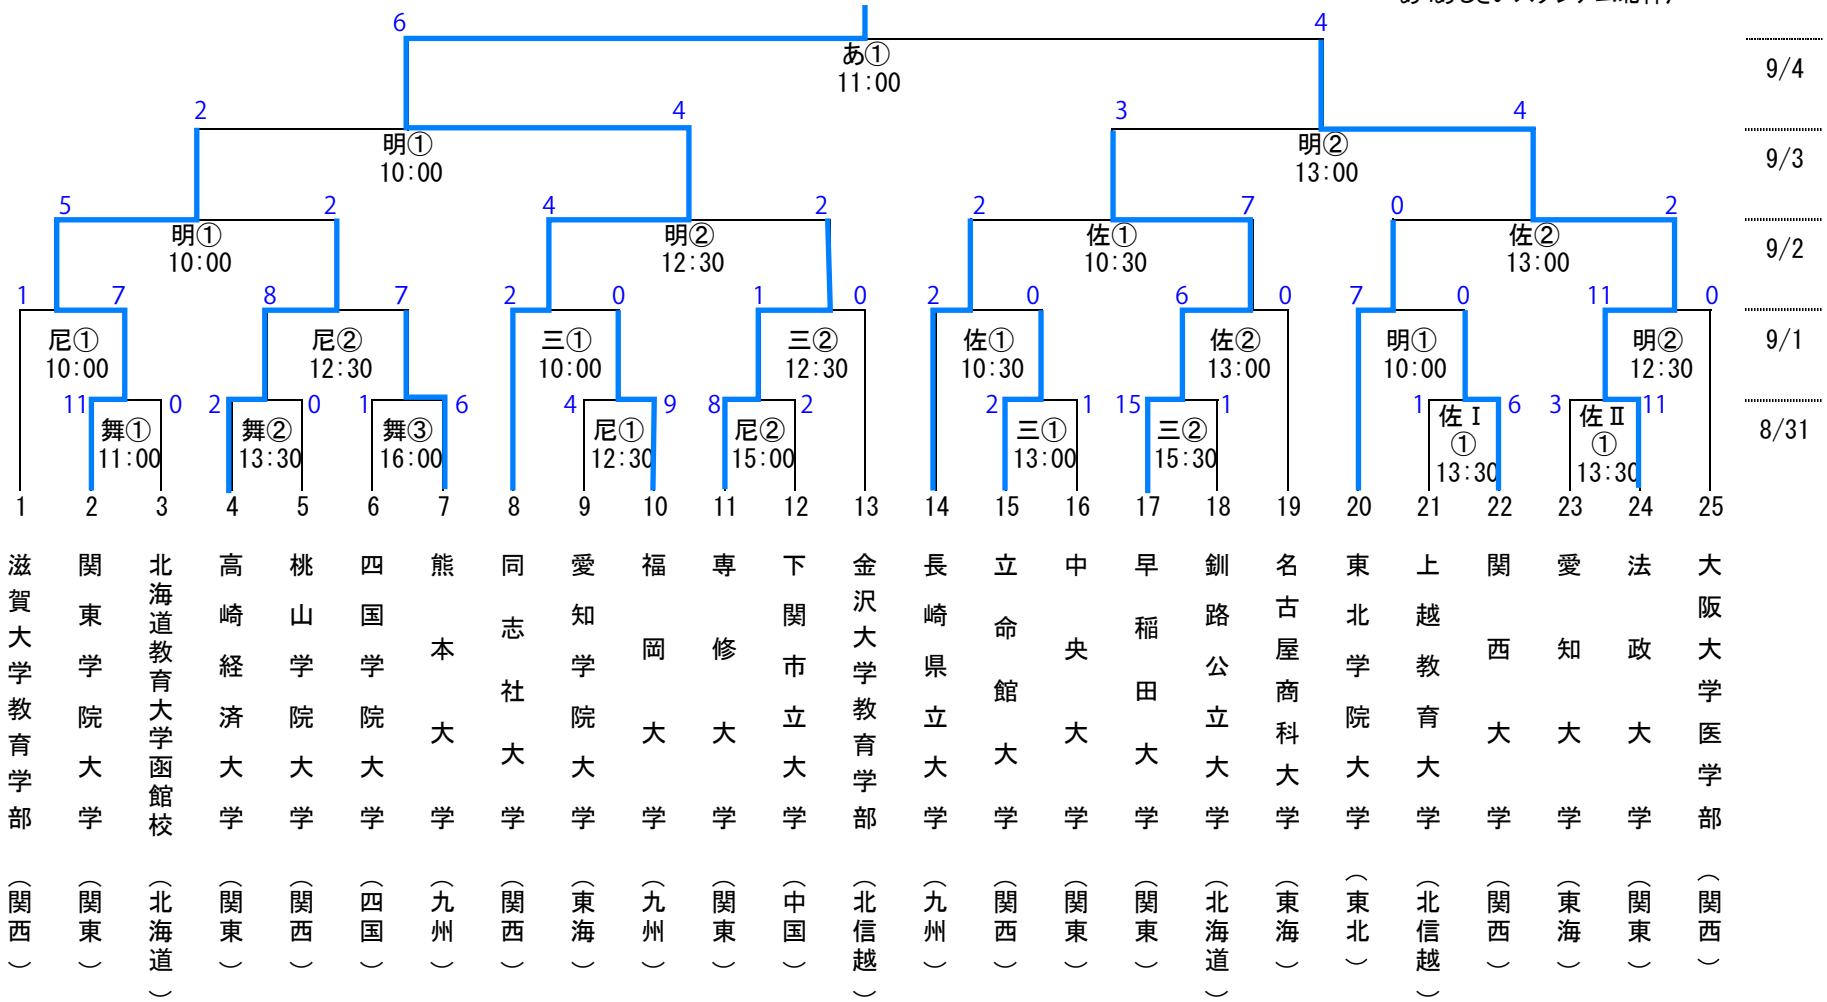 6 4
あ① 9/4
11:00
2 4 3 4
明① 明② 9/3
10:00 13:00
5 2 4 2 2 7 0 2
明① 明② 佐① 佐② 9/2
10:00 12:30 10:30 13:00
1 7 8 7 2 0 1 0 2 0 6 0 7 0 11 0
尼① 尼② 三① 三② 佐① 佐② 明① 明② 9/1
10:00 12:30 10:00 12:30 10:30 13:00 10:00 12:30
11 0 2 0 1 6 4 9 8 2 2 1 15 1 1 6 3 11
舞① 舞② 舞③ 尼① 尼② 三① 三② 佐Ⅰ① 佐Ⅱ① 8/31
11:00 13:30 16:00 12:30 15:00 13:00 15:30 13:30 13:30
1 2 3 4 5 6 7 8 9 10 11 12 13 14 15 16 17 18 19 20 21 22 23 24 25
滋賀大学教育学部（関西）
関東学院大学（関東）
北海道教育大学函館校（北海道）
高崎経済大学（関東）
桃山学院大学（関西）
四国学院大学（四国）
熊本大学（九州）
同志社大学（関西）
愛知学院大学（東海）
福岡大学（九州）
専修大学（関東）
下関市立大学（中国）
金沢大学教育学部（北信越）
長崎県立大学（九州）
立命館大学（関西）
中央大学（関東）
早稲田大学（関東）
釧路公立大学（北海道）
名古屋商科大学（東海）
東北学院大学（東北）
上越教育大学（北信越）
関西大学（関西）
愛知大学（東海）
法政大学（関東）
大阪大学医学部（関西）